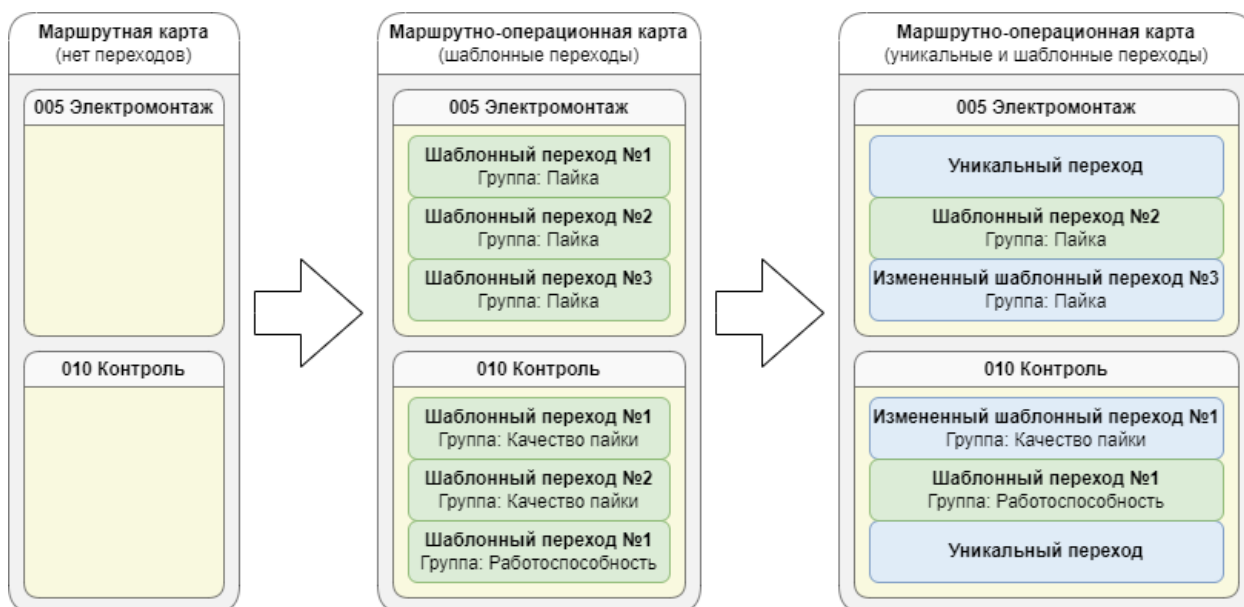 Маршрутная карта
(нет переходов)
005 Электромонтаж
010 Контроль
Маршрутно-операционная карта
(шаблонные переходы)
005 Электромонтаж
Шаблонный переход №1
Группа: Пайка
Шаблонный переход №2
Группа: Пайка
Шаблонный переход №3
Группа: Пайка
010 Контроль
Шаблонный переход №1
Группа: Качество пайки
Шаблонный переход №2
Группа: Качество пайки
Шаблонный переход №1
Группа: Работоспособность
Маршрутно-операционная карта
(уникальные и шаблонные переходы)
005 Электромонтаж
Уникальный переход
Шаблонный переход №2
Группа: Пайка
Измененный шаблонный переход №3
Группа: Пайка
010 Контроль
Измененный шаблонный переход №1
Группа: Качество пайки
Шаблонный переход №1
Группа: Работоспособность
Уникальный переход